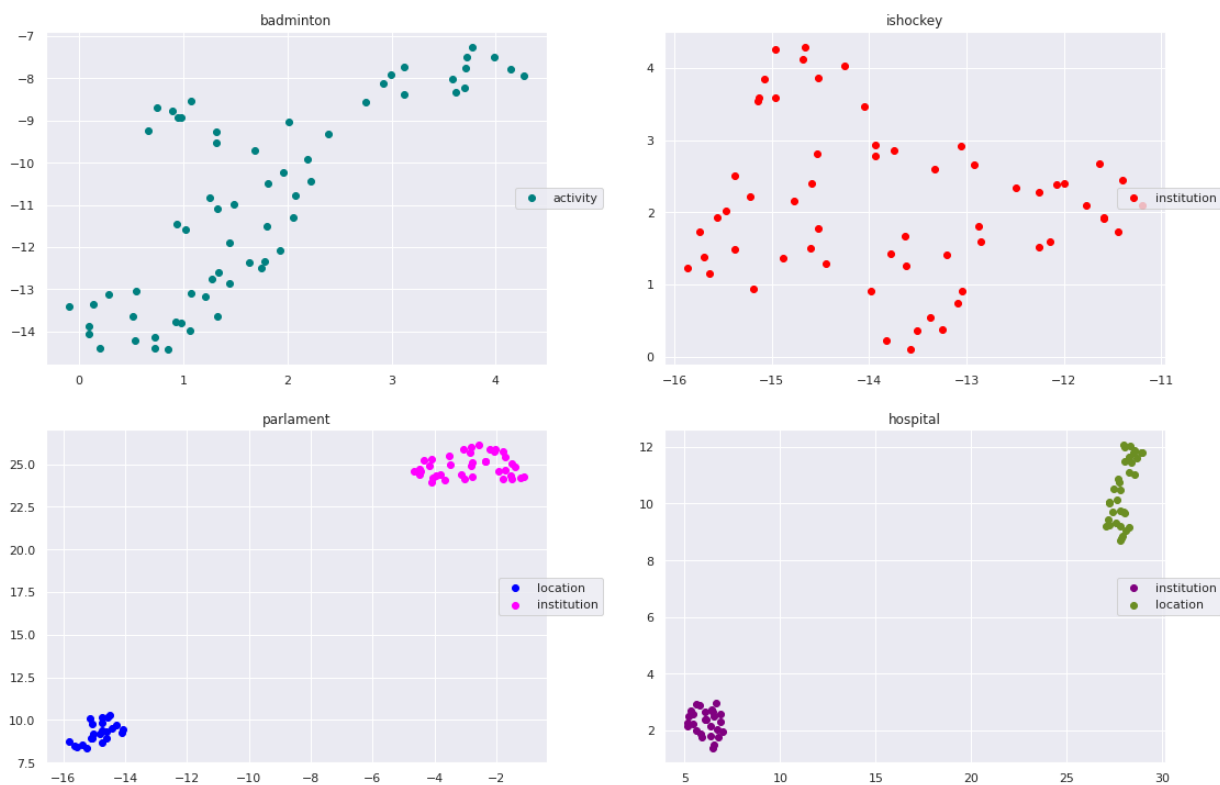 badminton
−7
−8
−9
−10
−11
−12
−13
−14
0 1 2 3 4
activity
ishockey
4
3
2
1
0
−16 −15 −14 −13 −12 −11
institution
parlament
25.0
22.5
20.0
17.5
15.0
12.5
10.0
7.5
−16 −14 −12 −10 −8 −6 −4 −2
location
institution
hospital
12
10
8
6
4
2
5 10 15 20 25 30
institution
location